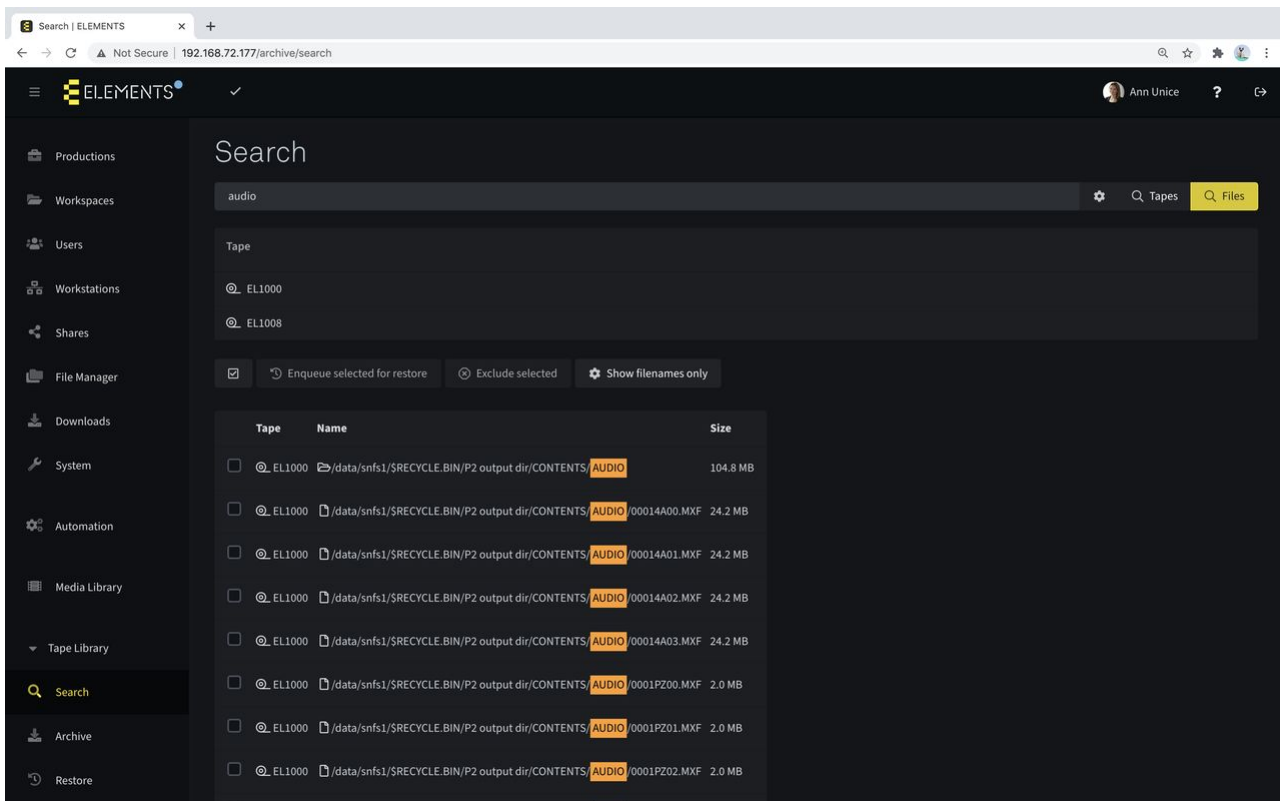 Search | ELEMENTS
Not Secure | 192.168.72.177/archive/search
ELEMENTS
Ann Unice
?
Productions
Workspaces
Users
Workstations
Shares
File Manager
Downloads
System
Automation
Media Library
Tape Library
Search
Archive
Restore
Search
audio
Tapes
Files
Tape
EL1000
EL1008
Enqueue selected for restore
Exclude selected
Show filenames only
Tape Name Size
EL1000 /data/snfs1/$RECYCLE.BIN/P2 output dir/CONTENTS/AUDIO 104.8 MB
EL1000 /data/snfs1/$RECYCLE.BIN/P2 output dir/CONTENTS/AUDIO/00014A00.MXF 24.2 MB
EL1000 /data/snfs1/$RECYCLE.BIN/P2 output dir/CONTENTS/AUDIO/00014A01.MXF 24.2 MB
EL1000 /data/snfs1/$RECYCLE.BIN/P2 output dir/CONTENTS/AUDIO/00014A02.MXF 24.2 MB
EL1000 /data/snfs1/$RECYCLE.BIN/P2 output dir/CONTENTS/AUDIO/00014A03.MXF 24.2 MB
EL1000 /data/snfs1/$RECYCLE.BIN/P2 output dir/CONTENTS/AUDIO/0001PZ00.MXF 2.0 MB
EL1000 /data/snfs1/$RECYCLE.BIN/P2 output dir/CONTENTS/AUDIO/0001PZ01.MXF 2.0 MB
EL1000 /data/snfs1/$RECYCLE.BIN/P2 output dir/CONTENTS/AUDIO/0001PZ02.MXF 2.0 MB